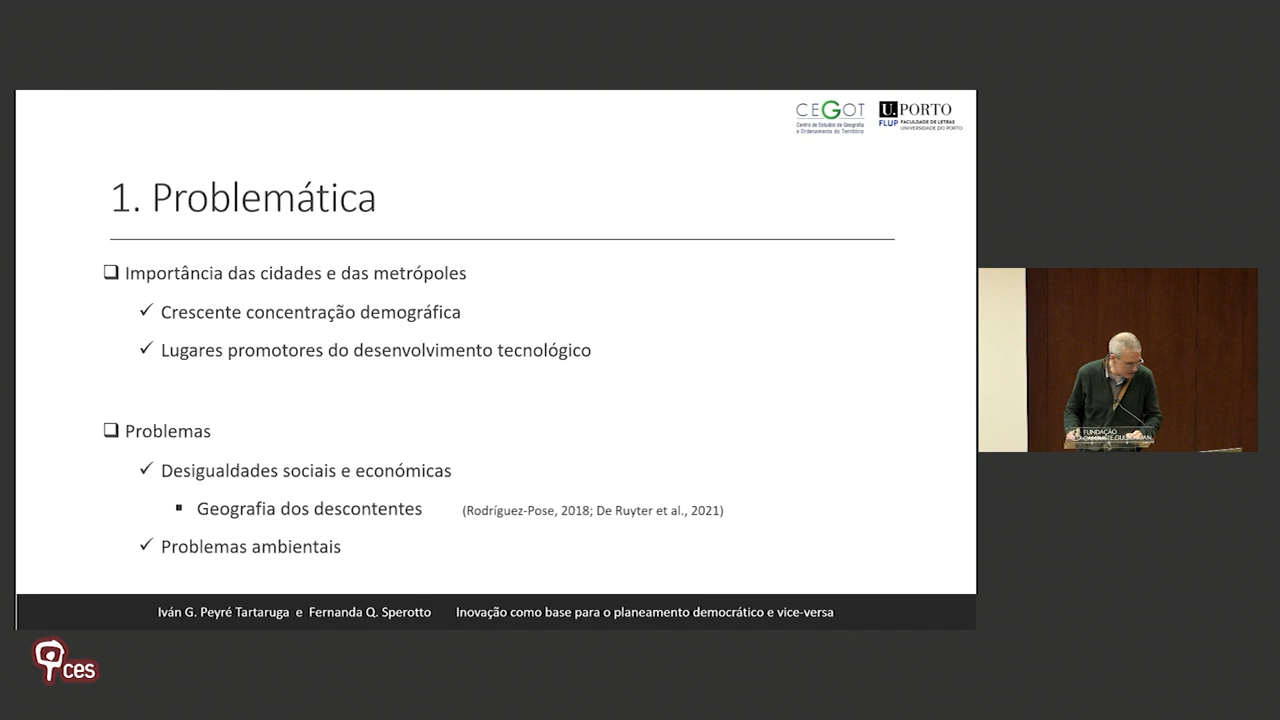 CEGOT
Centro de Estudos de Geografia
e Ordenamento do Território
U.PORTO
FLUP FACULDADE DE LETRAS
UNIVERSIDADE DO PORTO
1. Problemática
Importância das cidades e das metrópoles
Crescente concentração demográfica
Lugares promotores do desenvolvimento tecnológico
Problemas
Desigualdades sociais e económicas
Geografia dos descontentes (Rodríguez-Pose, 2018; De Ruyter et al., 2021)
Problemas ambientais
Iván G. Peyré Tartaruga e Fernanda Q. Sperotto Inovação como base para o planeamento democrático e vice-versa
FUNDAÇÃO
CALOUSTE GULBENKIAN
ces